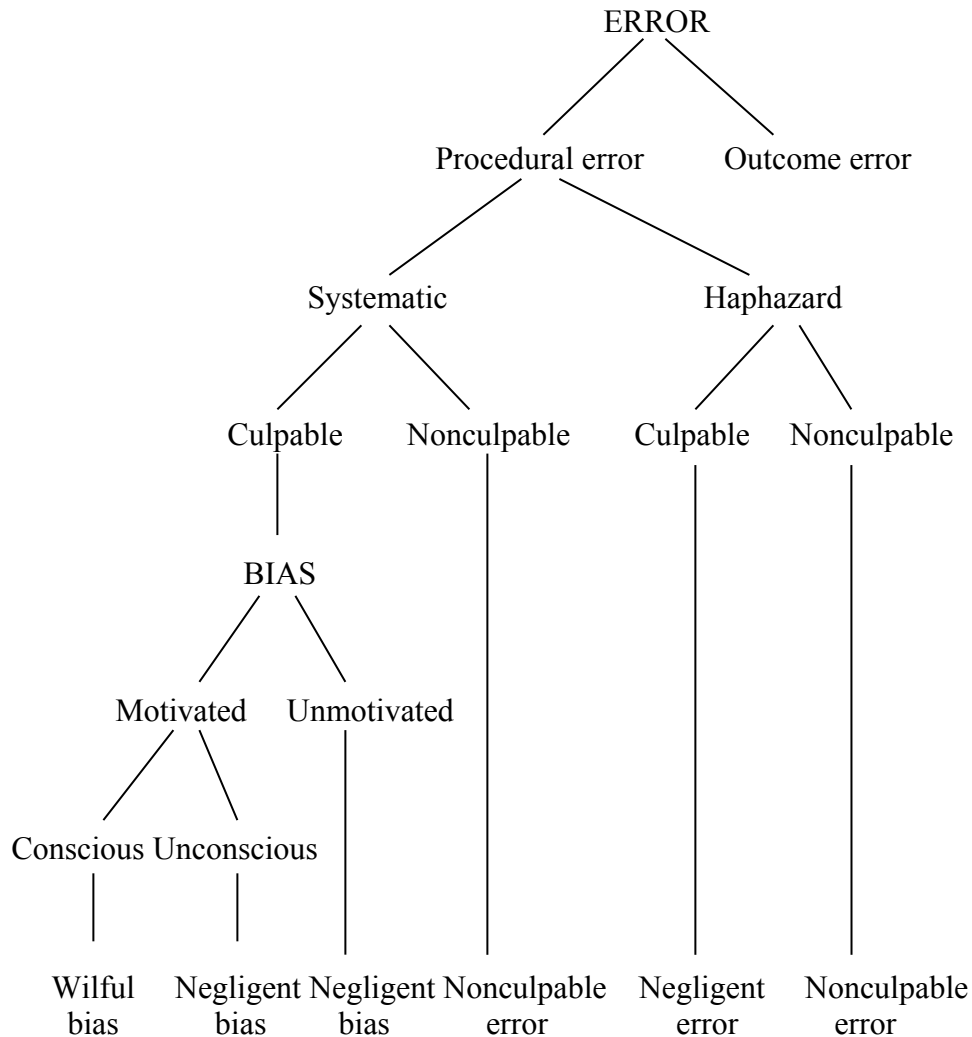 ERROR
Procedural error Outcome error
Systematic Haphazard
Culpable Nonculpable Culpable Nonculpable
BIAS
Motivated Unmotivated
Conscious Unconscious
Wilful Negligent Negligent Nonculpable Negligent Nonculpable
bias bias bias error error error